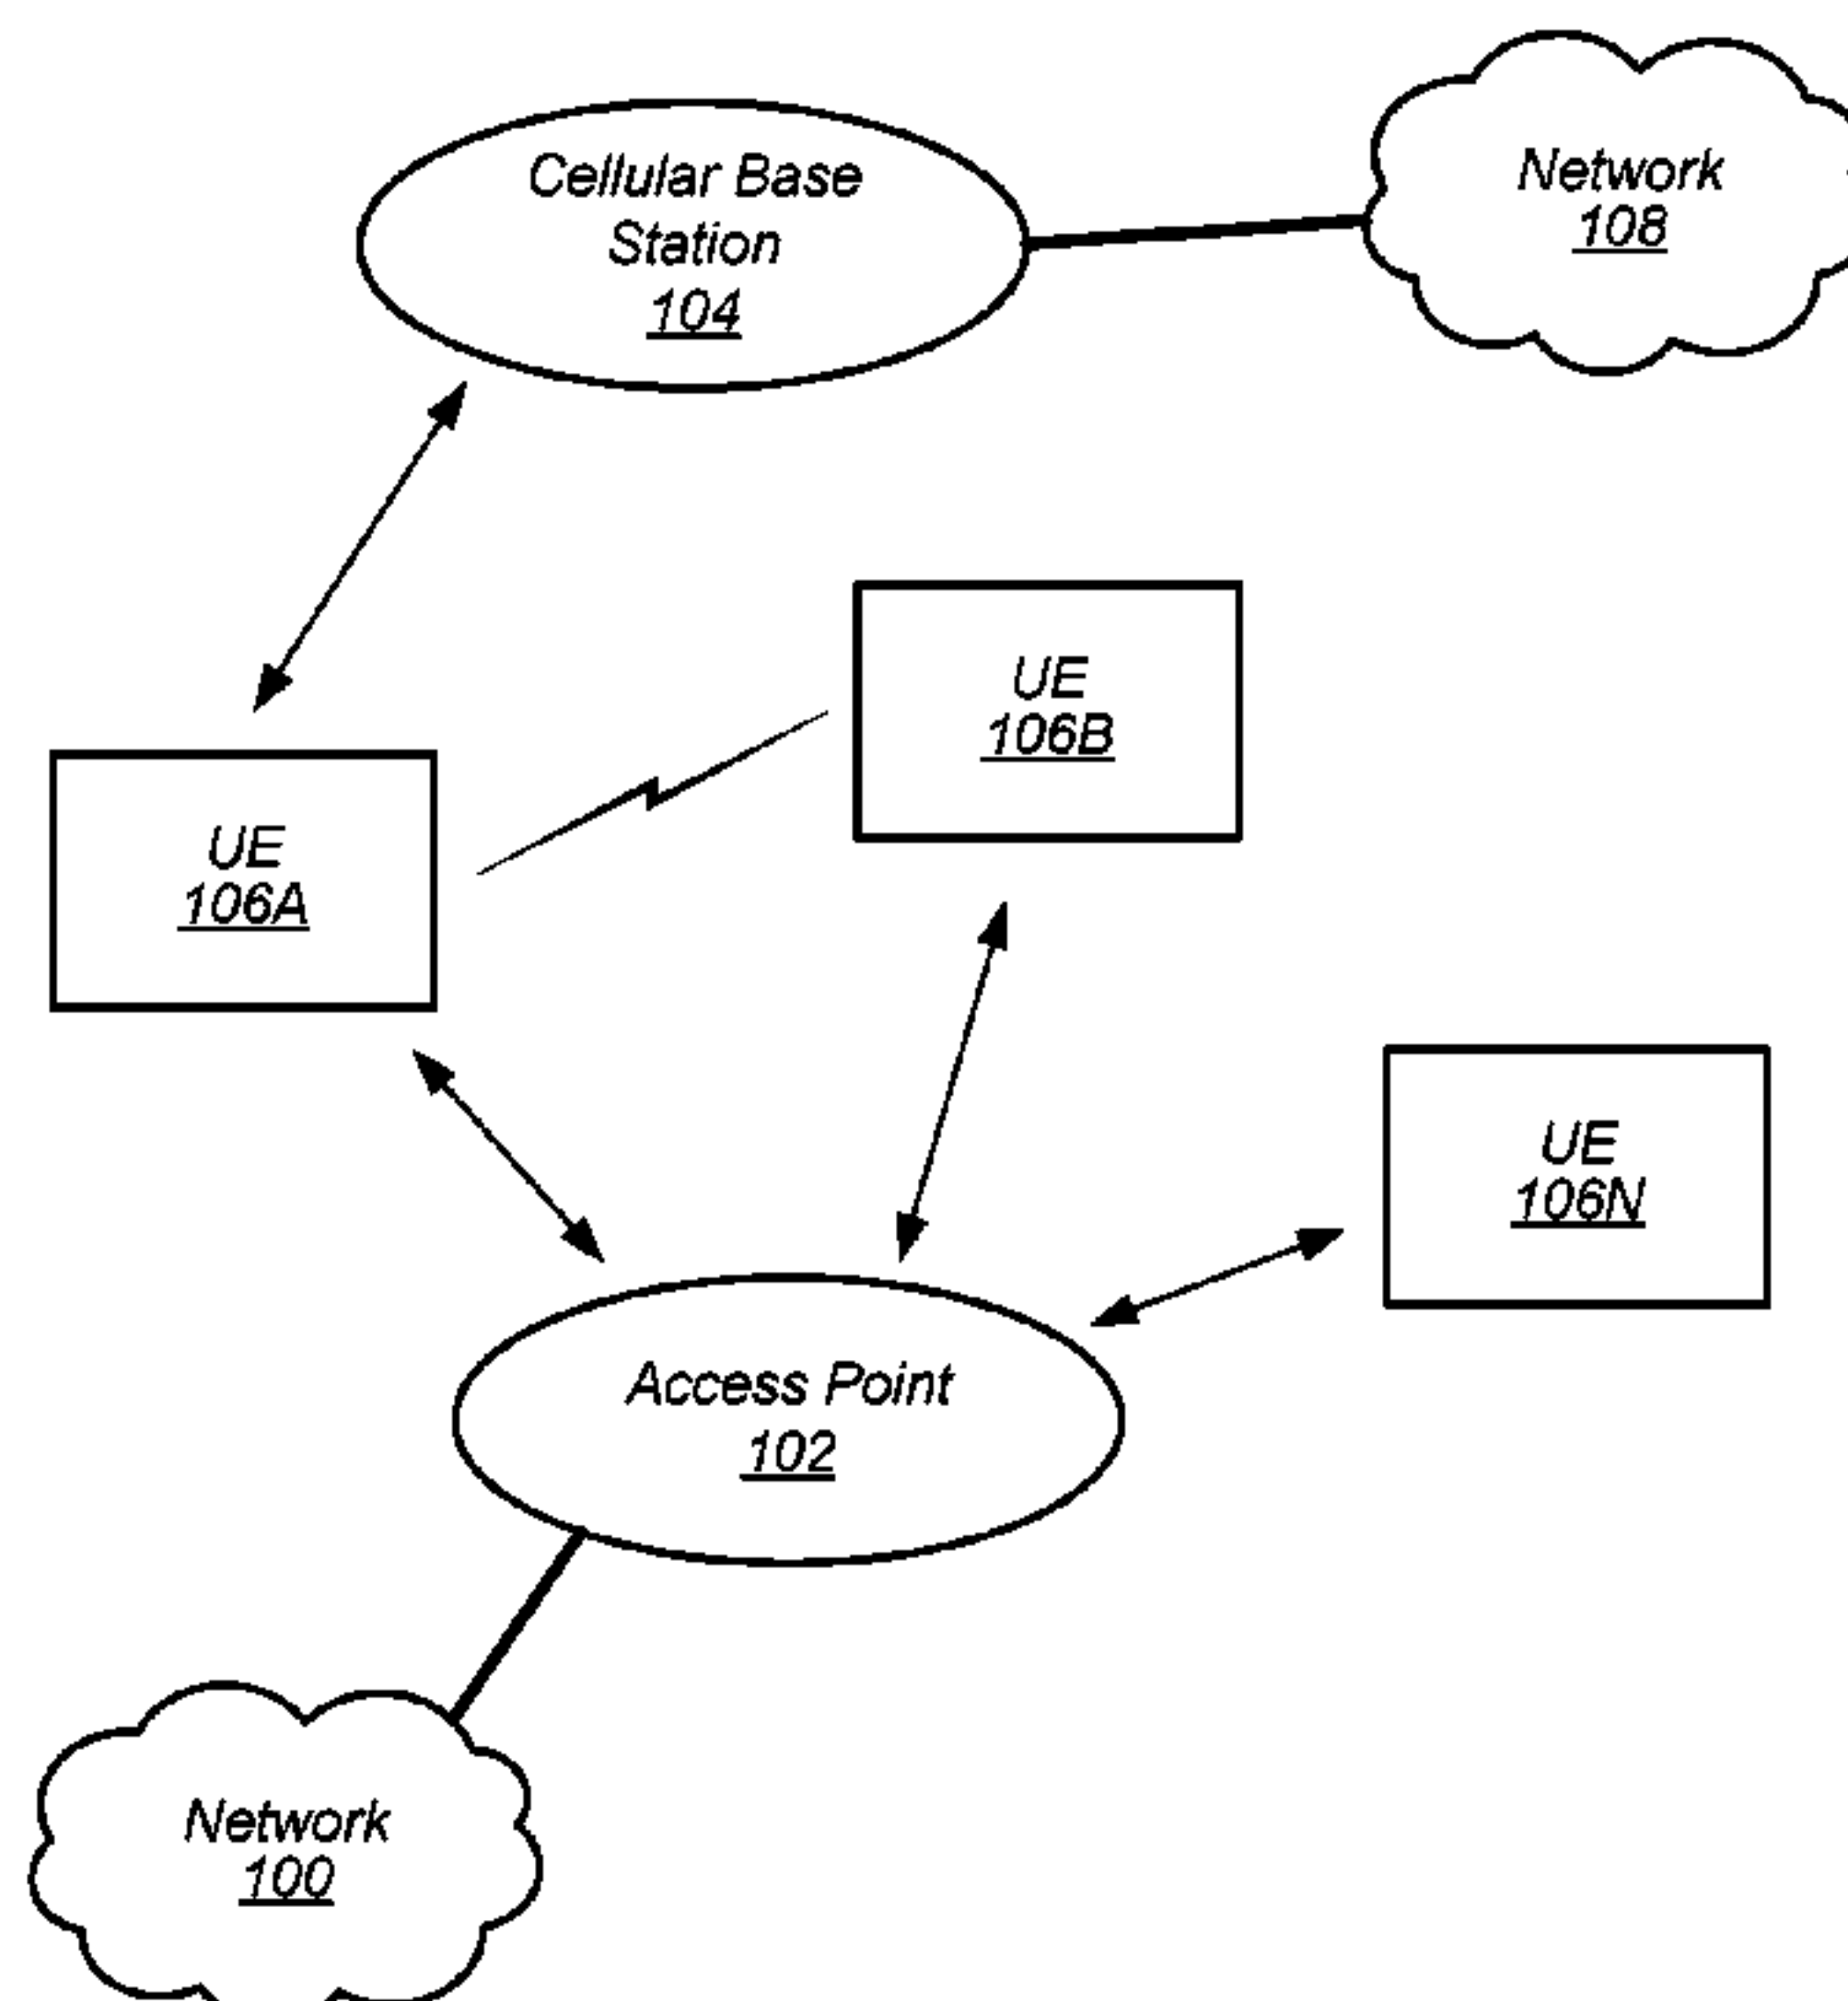 Cellular Base
Station
104
Network
108
UE
106B
UE
106A
UE
106N
Access Point
102
Network
100